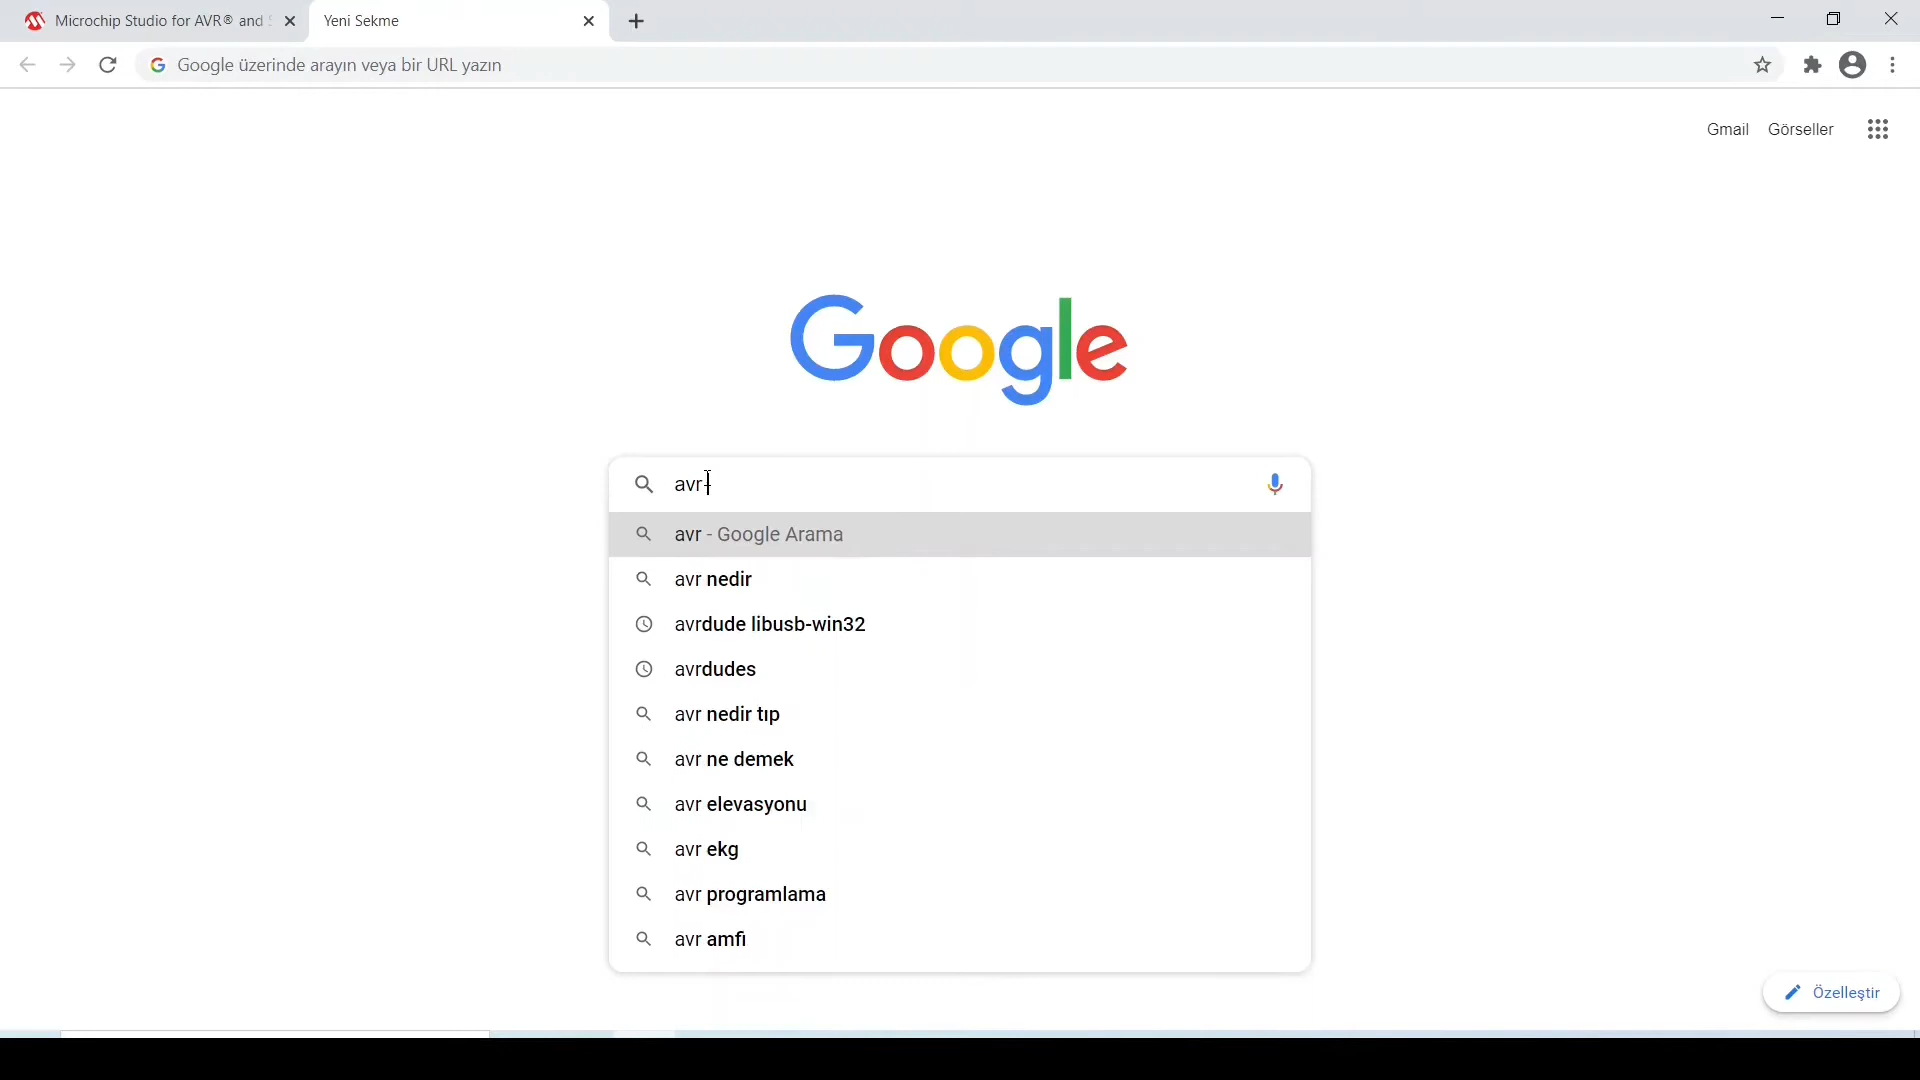 Microchip Studio for AVR® and
Yeni Sekme
Google üzerinde arayın veya bir URL yazın
Gmail
Görseller
Google
avr
avr - Google Arama
avr nedir
avrdude libusb-win32
avrdudes
avr nedir tıp
avr ne demek
avr elevasyonu
avr ekg
avr programlama
avr amfi
Özelleştir